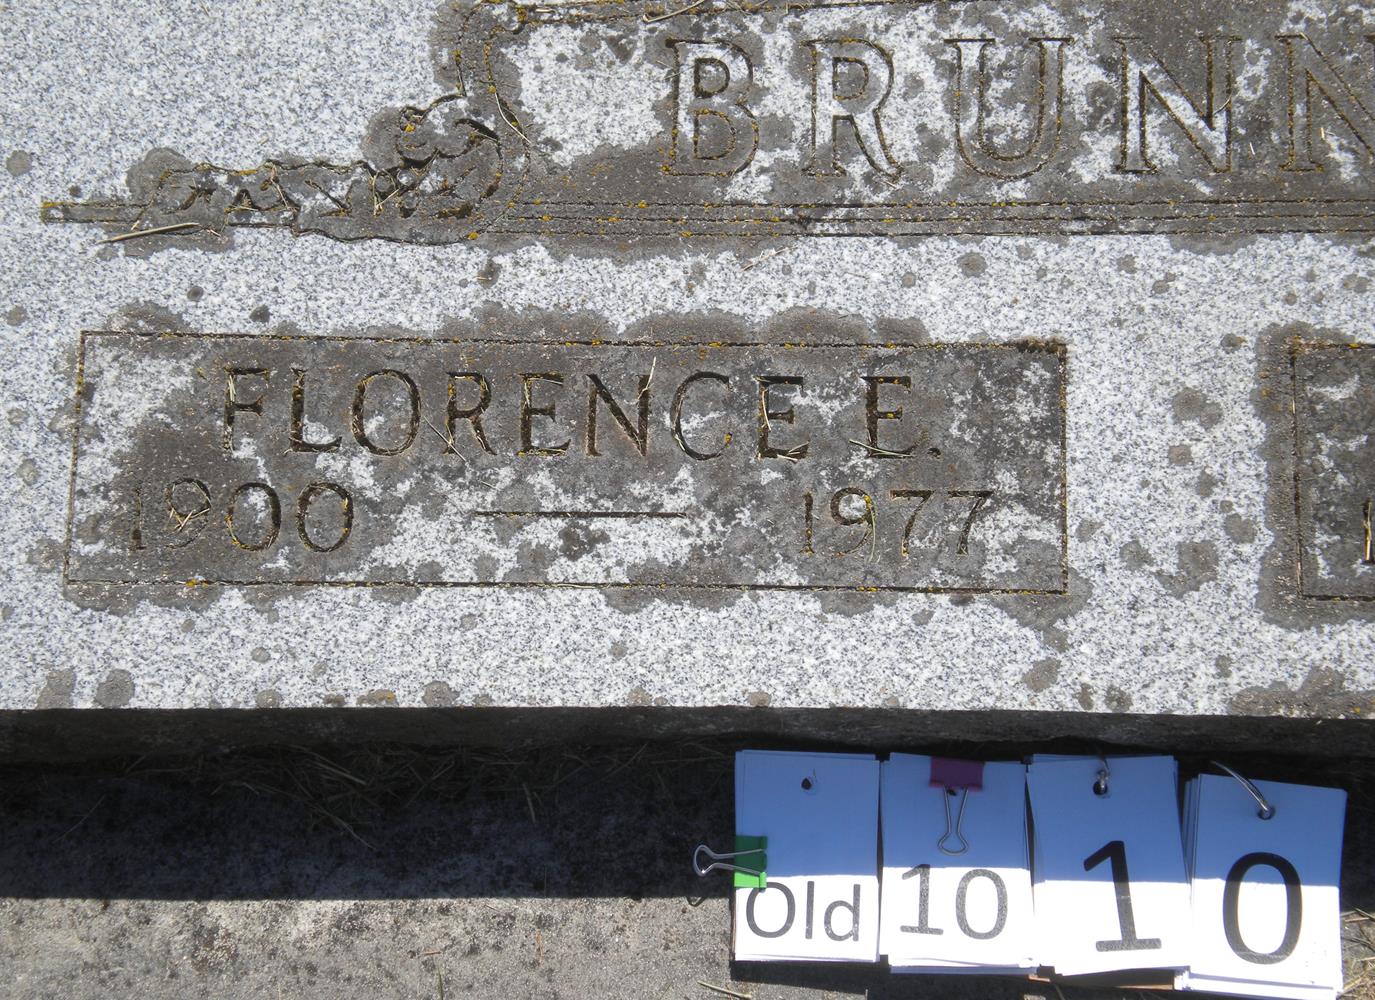 BRUNN
FLORENCE E.
1900 — 1977
Old 10 1 0